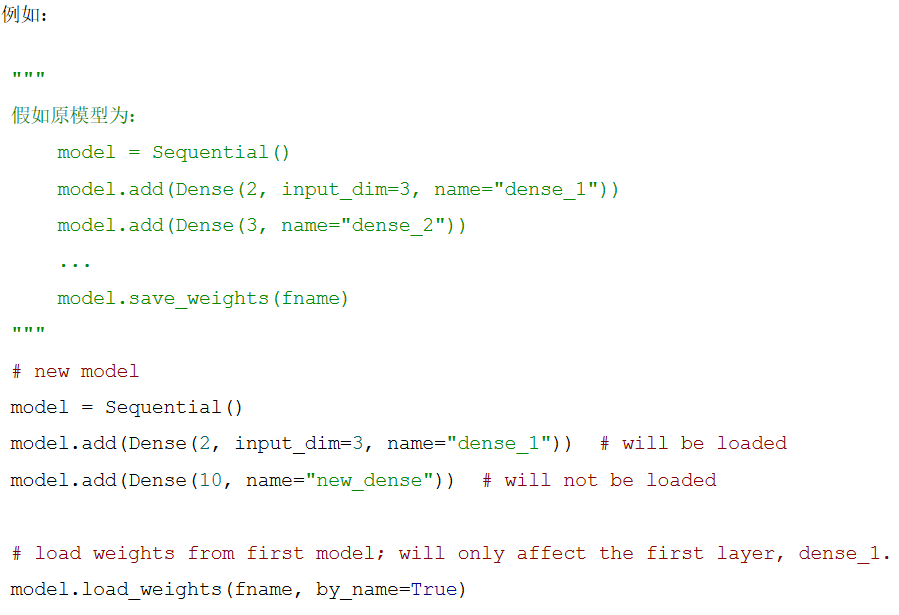 例如：
"""
假如原模型为：
    model = Sequential()
    model.add(Dense(2, input_dim=3, name="dense_1"))
    model.add(Dense(3, name="dense_2"))
    ...
    model.save_weights(fname)
"""
# new model
model = Sequential()
model.add(Dense(2, input_dim=3, name="dense_1"))  # will be loaded
model.add(Dense(10, name="new_dense"))  # will not be loaded
# load weights from first model; will only affect the first layer, dense_1.
model.load_weights(fname, by_name=True)